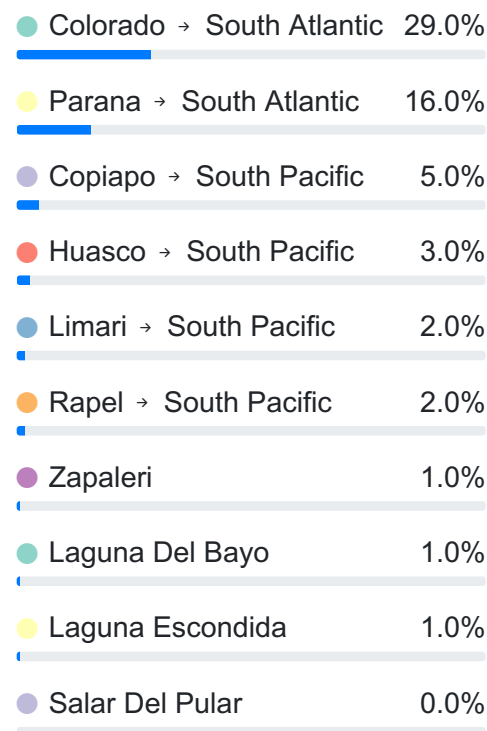 Colorado → South Atlantic 29.0%
Parana → South Atlantic 16.0%
Copiapo → South Pacific 5.0%
Huasco → South Pacific 3.0%
Limari → South Pacific 2.0%
Rapel → South Pacific 2.0%
Zapaleri 1.0%
Laguna Del Bayo 1.0%
Laguna Escondida 1.0%
Salar Del Pular 0.0%